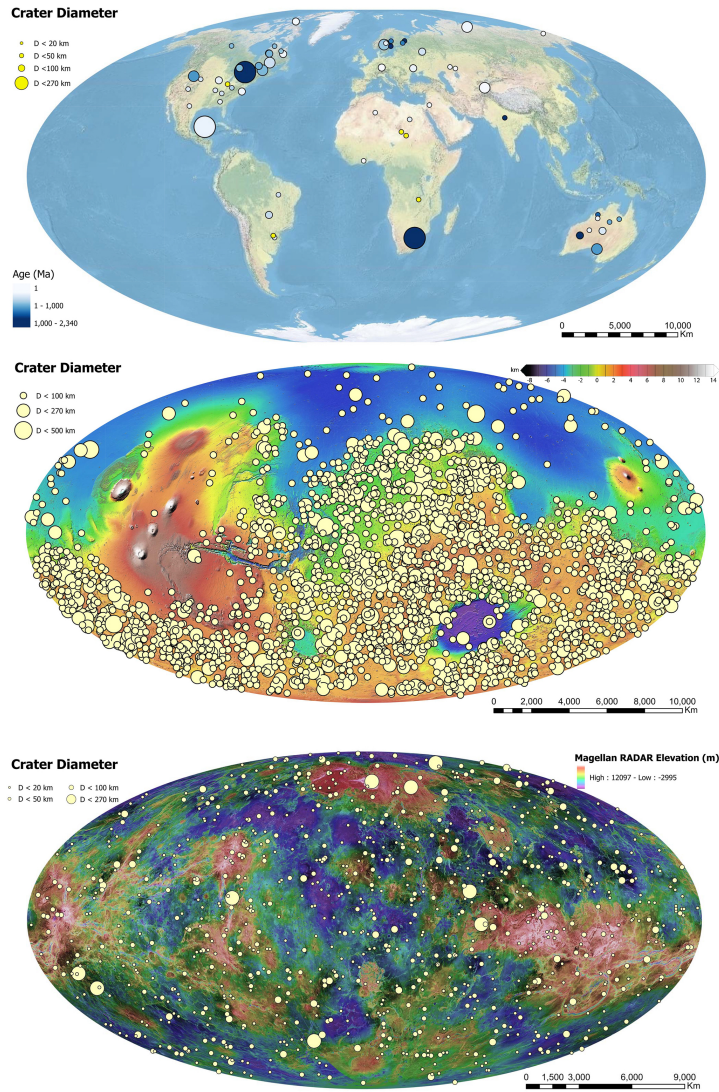 Crater Diameter
D < 20 km
D <50 km
D <100 km
D <270 km
Age (Ma)
1
1 - 1,000
1,000 - 2,340
0 5,000 10,000
Km
Crater Diameter
D < 100 km
D < 270 km
D < 500 km
km -8 -6 -4 -2 0 2 4 6 8 10 12 14
0 2,000 4,000 6,000 8,000 10,000
Km
Crater Diameter
D < 20 km D < 100 km
D < 50 km D < 270 km
Magellan RADAR Elevation (m)
High : 12097 - Low : -2995
0 1,500 3,000 6,000 9,000
Km